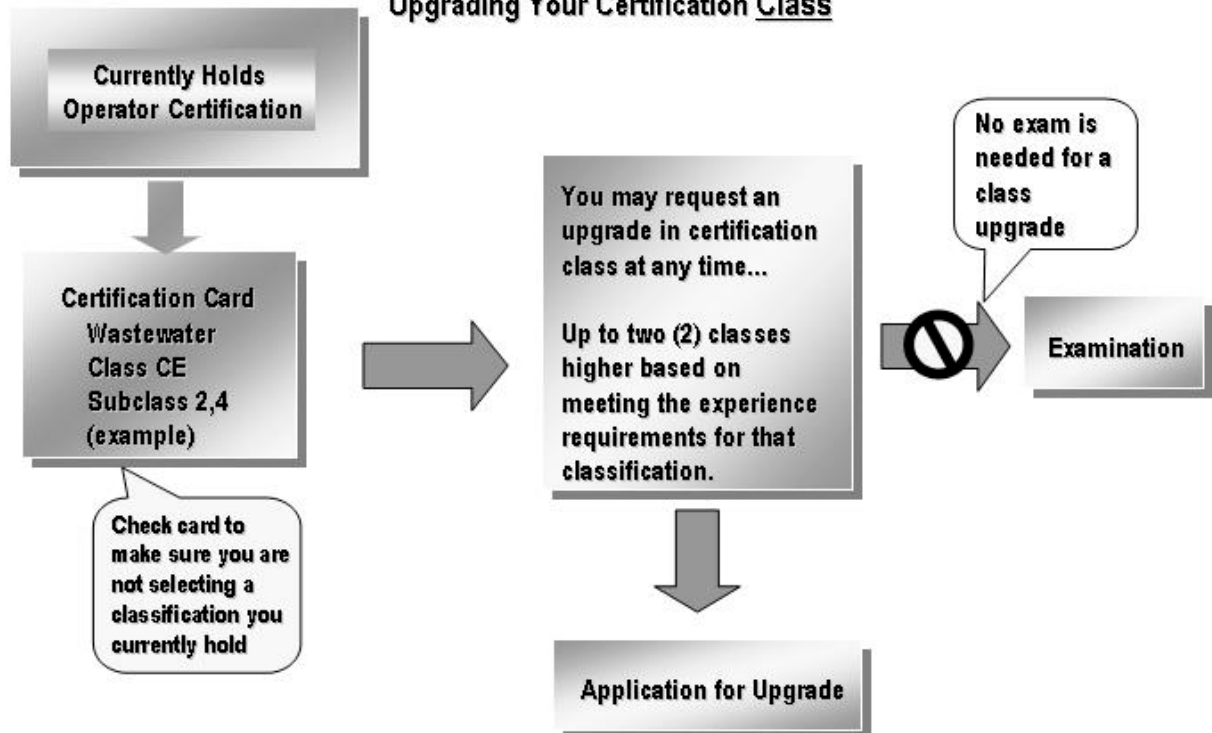 Upgrading Your Certification Class
Currently Holds
Operator Certification
Certification Card
Wastewater
Class CE
Subclass 2,4
(example)
Check card to
make sure you are
not selecting a
classification you
currently hold
You may request an
upgrade in certification
class at any time...
Up to two (2) classes
higher based on
meeting the experience
requirements for that
classification.
No exam is
needed for a
class
upgrade
Examination
Application for Upgrade